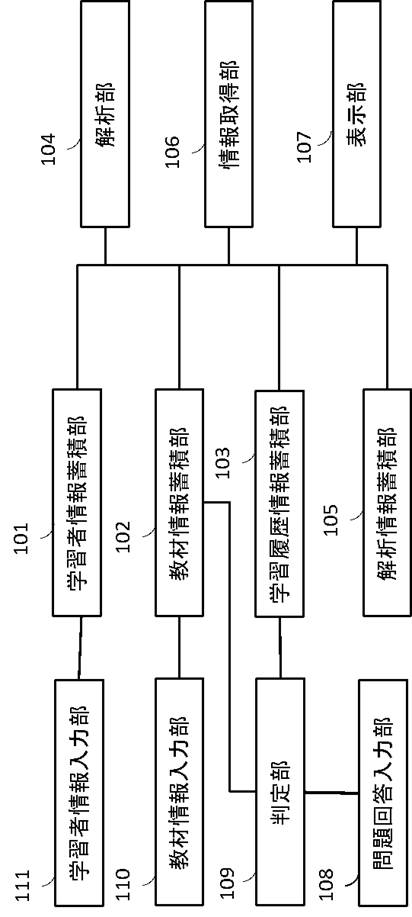 104
解析部
106
情報取得部
107
表示部
101
学習者情報蓄積部
102
教材情報蓄積部
103
学習履歴情報蓄積部
105
解析情報蓄積部
111
学習者情報入力部
110
教材情報入力部
109
判定部
108
問題回答入力部